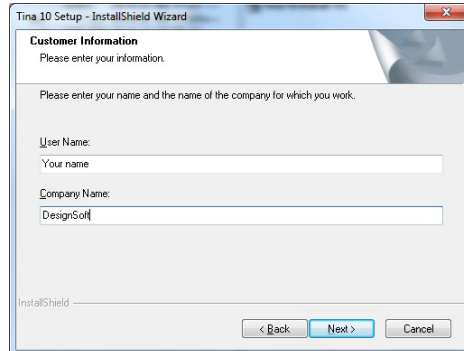 Tina 10 Setup - InstallShield Wizard
Customer Information
Please enter your information.
Please enter your name and the name of the company for which you work.
User Name:
Your name
Company Name:
DesignSoft
InstallShield
< Back Next > Cancel